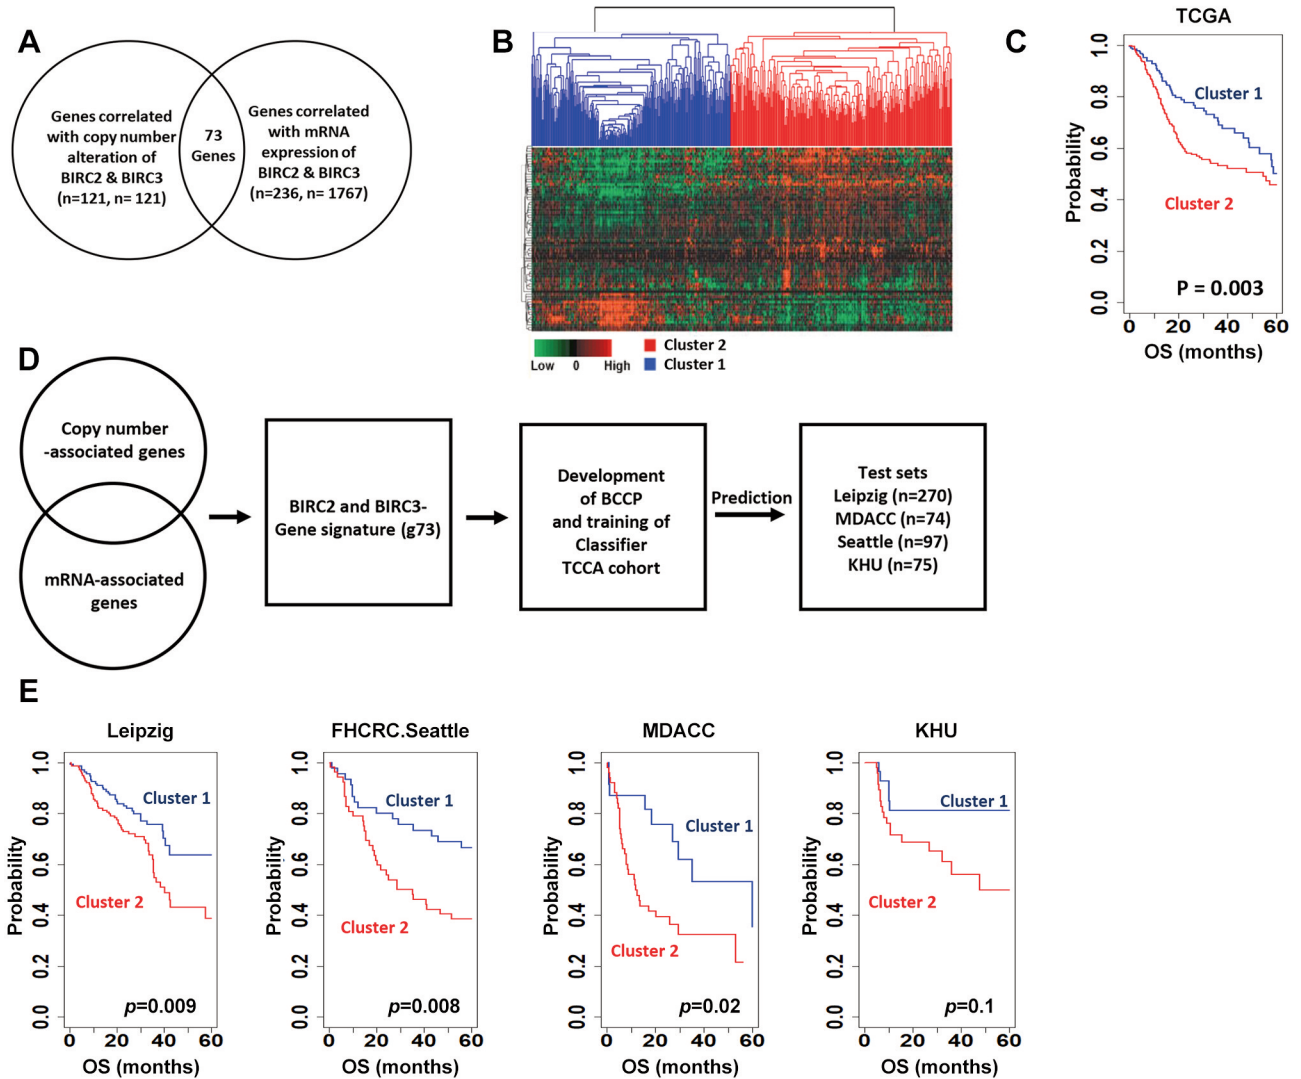 A
Genes correlated
with copy number
alteration of
BIRC2 & BIRC3
(n=121, n= 121)
73
Genes
Genes correlated
with mRNA
expression of
BIRC2 & BIRC3
(n=236, n= 1767)
B
Low 0 High
Cluster 2
Cluster 1
C
TCGA
Probability
1.0
0.8
0.6
0.4
0.2
0.0
Cluster 1
Cluster 2
P = 0.003
0 20 40 60
OS (months)
D
Copy number
-associated genes
mRNA-associated
genes
BIRC2 and BIRC3-
Gene signature (g73)
Development
of BCCP
and training of
Classifier
TCCA cohort
Prediction
Test sets
Leipzig (n=270)
MDACC (n=74)
Seattle (n=97)
KHU (n=75)
E
Leipzig
Probability
1.0
0.8
0.6
0.4
0.2
0.0
Cluster 1
Cluster 2
p=0.009
0 20 40 60
OS (months)
FHCRC.Seattle
Probability
1.0
0.8
0.6
0.4
0.2
0.0
Cluster 1
Cluster 2
p=0.008
0 20 40 60
OS (months)
MDACC
Probability
1.0
0.8
0.6
0.4
0.2
0.0
Cluster 1
Cluster 2
p=0.02
0 20 40 60
OS (months)
KHU
Probability
1.0
0.8
0.6
0.4
0.2
0.0
Cluster 1
Cluster 2
p=0.1
0 20 40 60
OS (months)